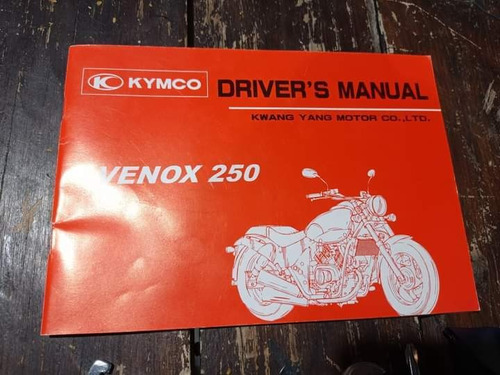 KYMCO
DRIVER'S MANUAL
KWANG YANG MOTOR CO.,LTD.
VENOX 250